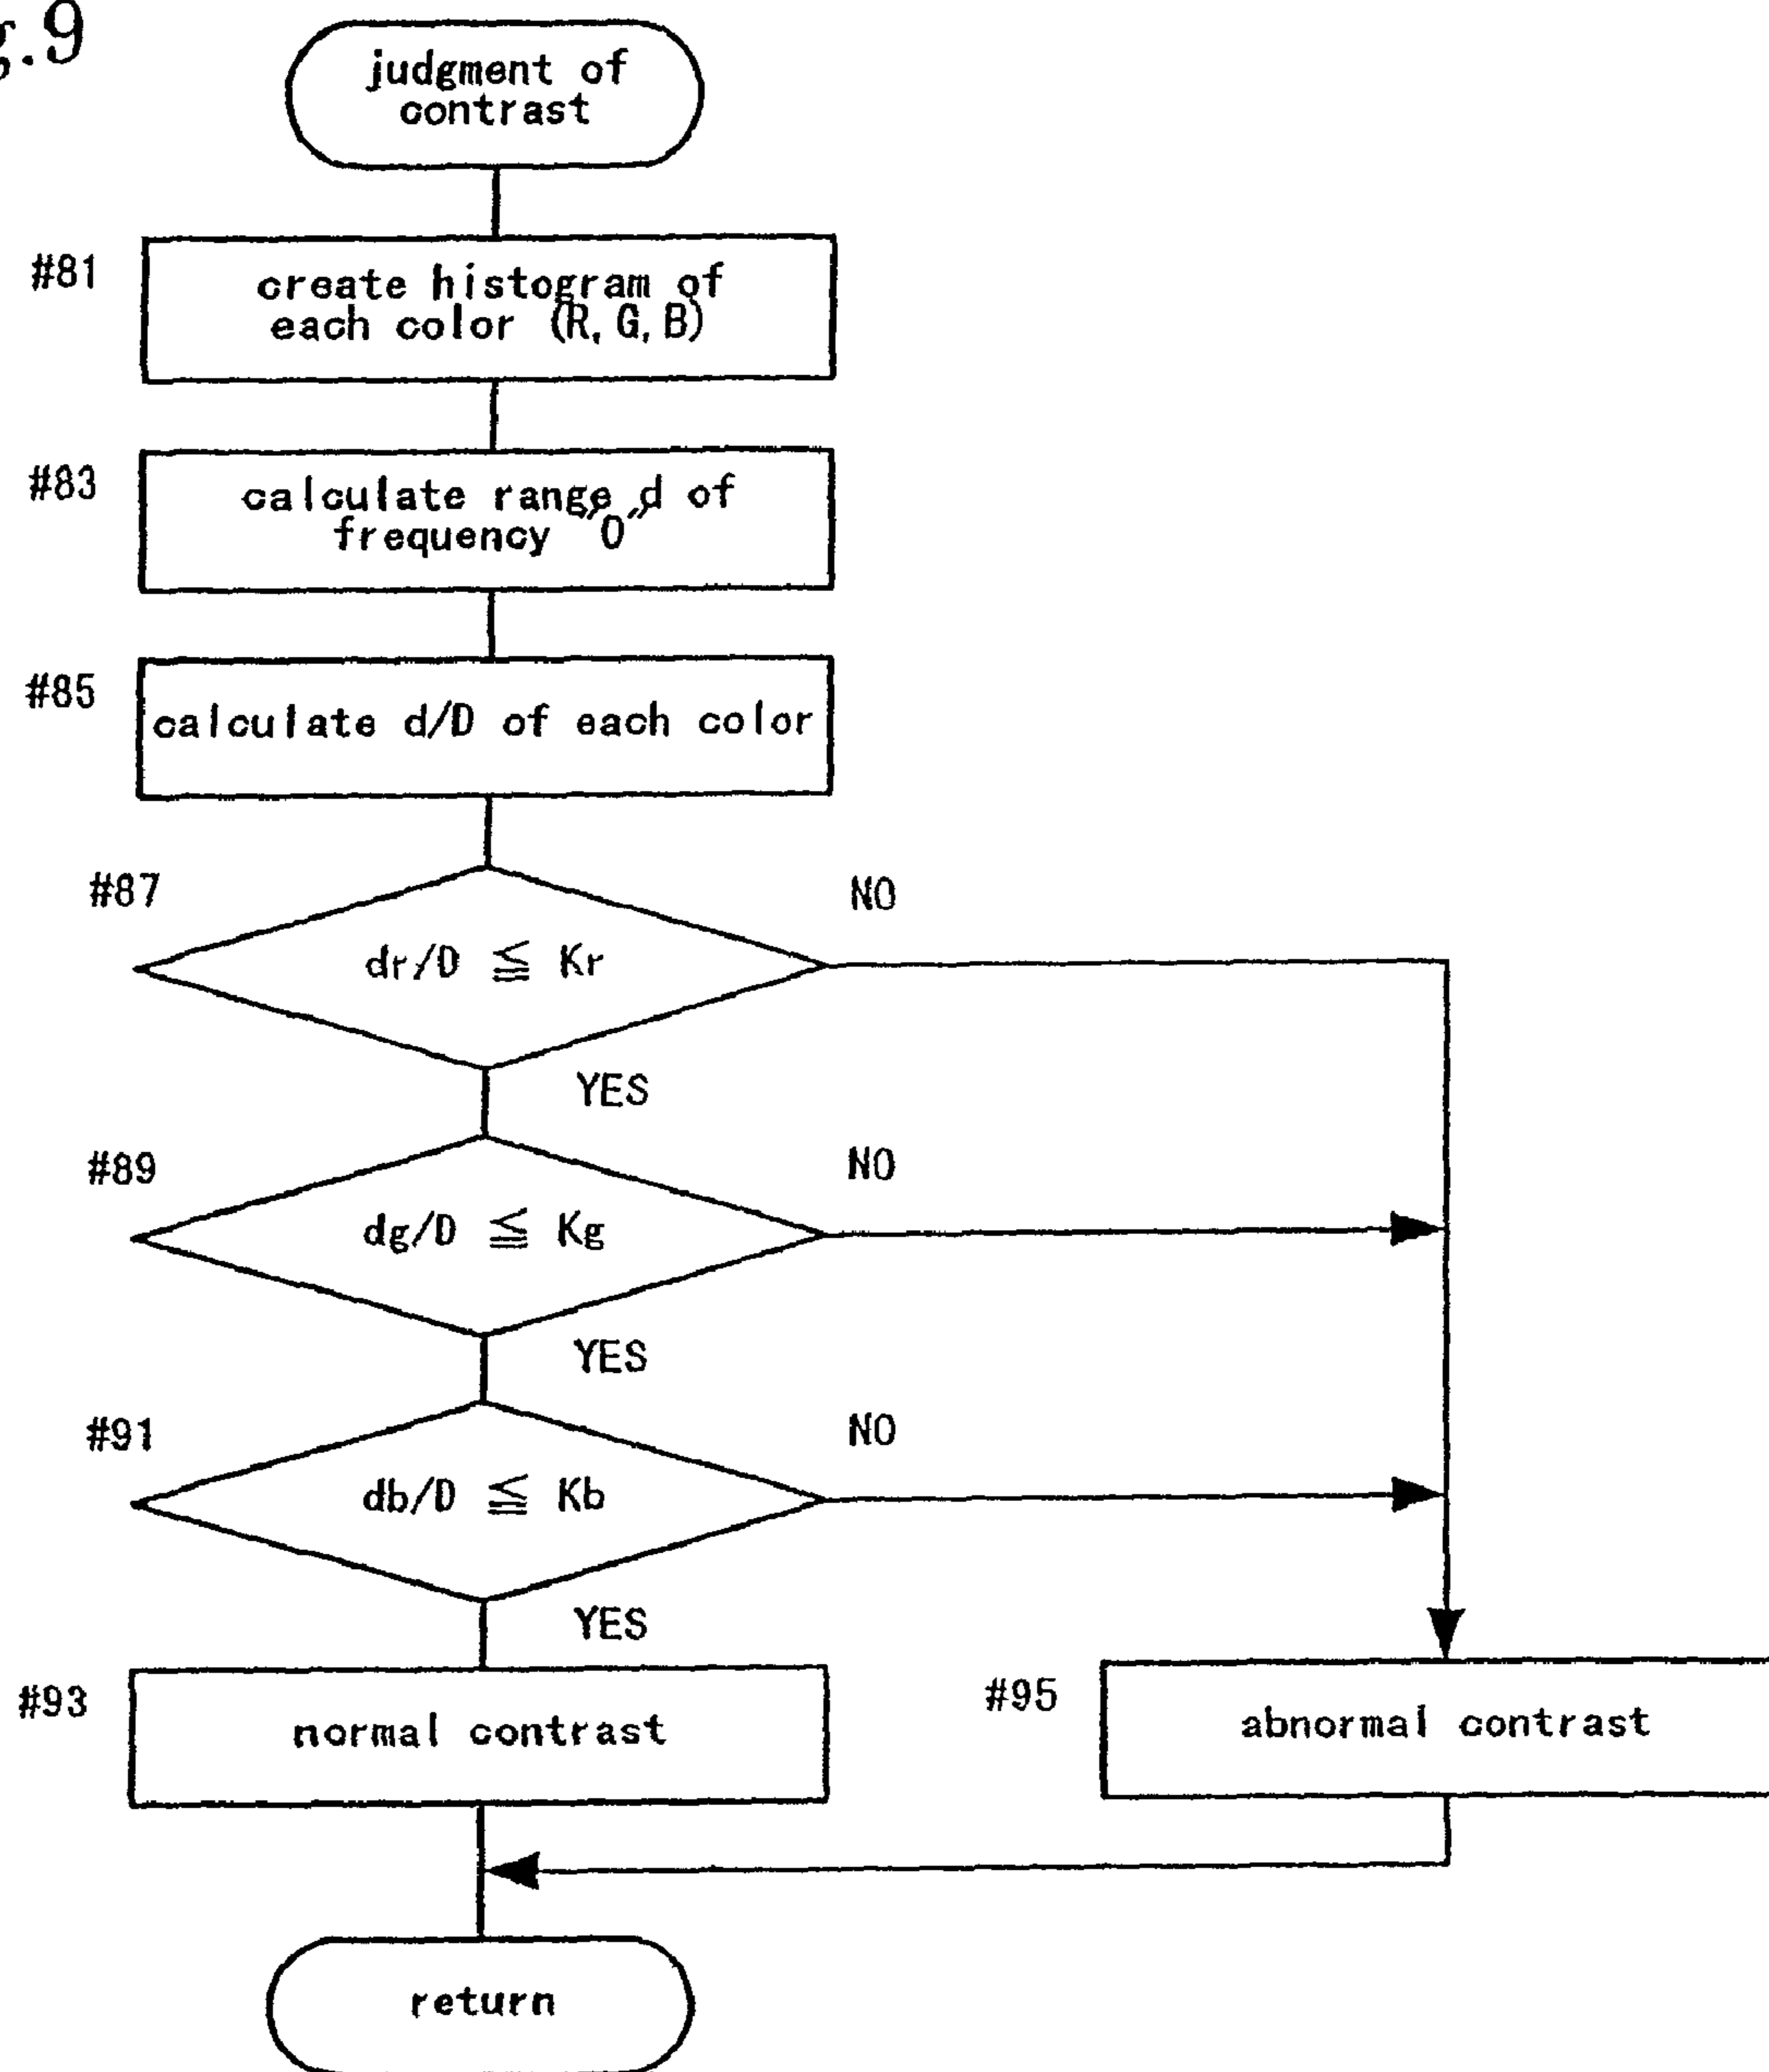 g.9
judgment of
contrast
#81
create histogram of
each color (R, G, B)
#83
calculate range d of
frequency "0"
#85
calculate d/D of each color
#87
dr/D ≦ Kr
NO
YES
#89
dg/D ≦ Kg
NO
YES
#91
db/D ≦ Kb
NO
YES
#93
normal contrast
#95
abnormal contrast
return